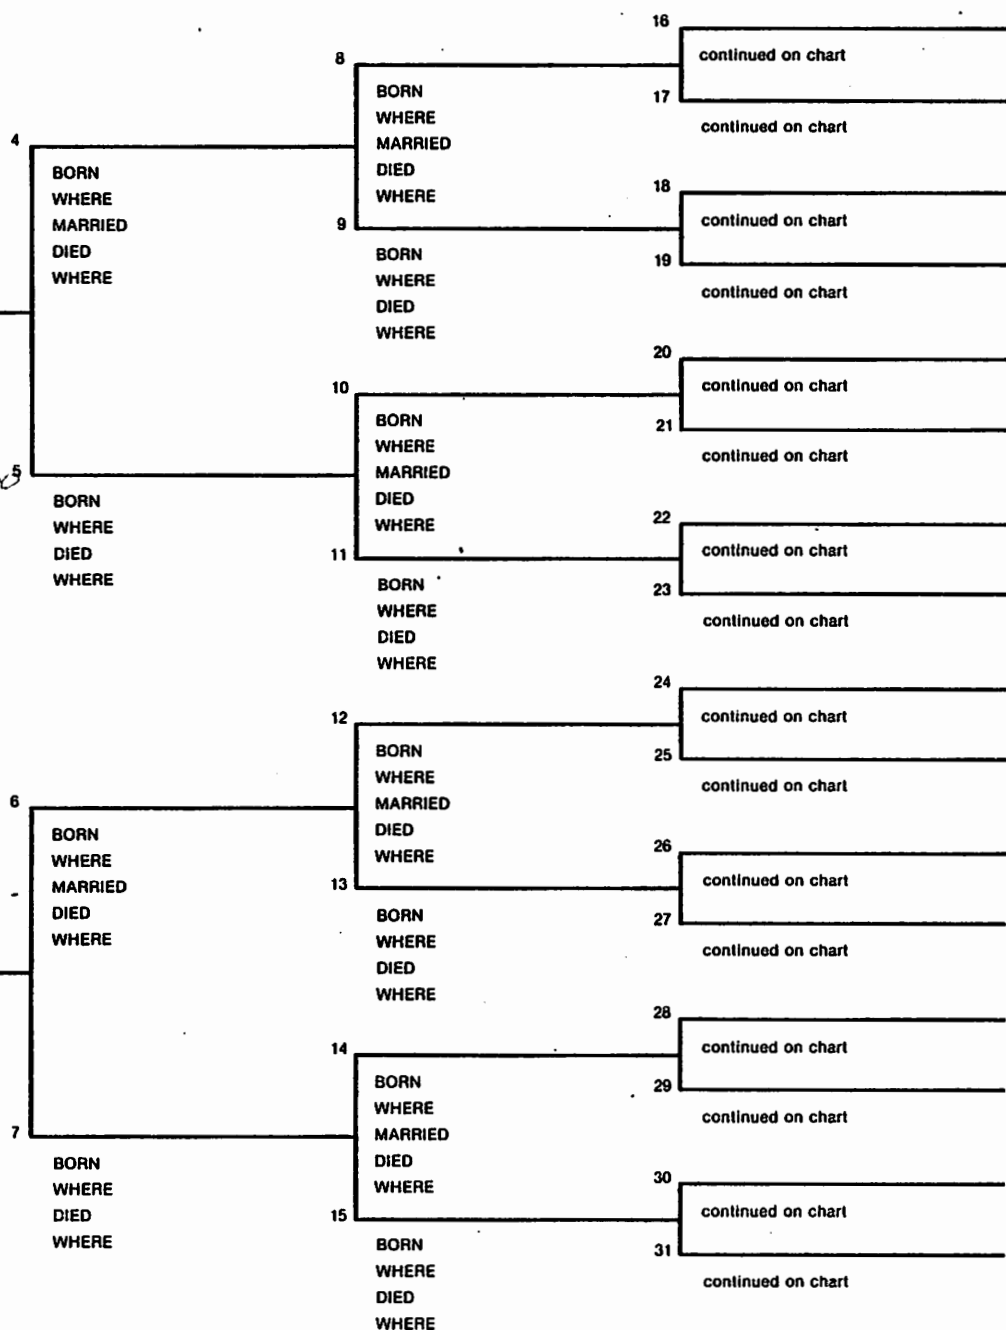 4
BORN
WHERE
MARRIED
DIED
WHERE
5
BORN
WHERE
DIED
WHERE
6
BORN
WHERE
MARRIED
DIED
WHERE
7
BORN
WHERE
DIED
WHERE
8
BORN
WHERE
MARRIED
DIED
WHERE
9
BORN
WHERE
DIED
WHERE
10
BORN
WHERE
MARRIED
DIED
WHERE
11
BORN
WHERE
DIED
WHERE
12
BORN
WHERE
MARRIED
DIED
WHERE
13
BORN
WHERE
DIED
WHERE
14
BORN
WHERE
MARRIED
DIED
WHERE
15
BORN
WHERE
DIED
WHERE
16
continued on chart
17
continued on chart
18
continued on chart
19
continued on chart
20
continued on chart
21
continued on chart
22
continued on chart
23
continued on chart
24
continued on chart
25
continued on chart
26
continued on chart
27
continued on chart
28
continued on chart
29
continued on chart
30
continued on chart
31
continued on chart